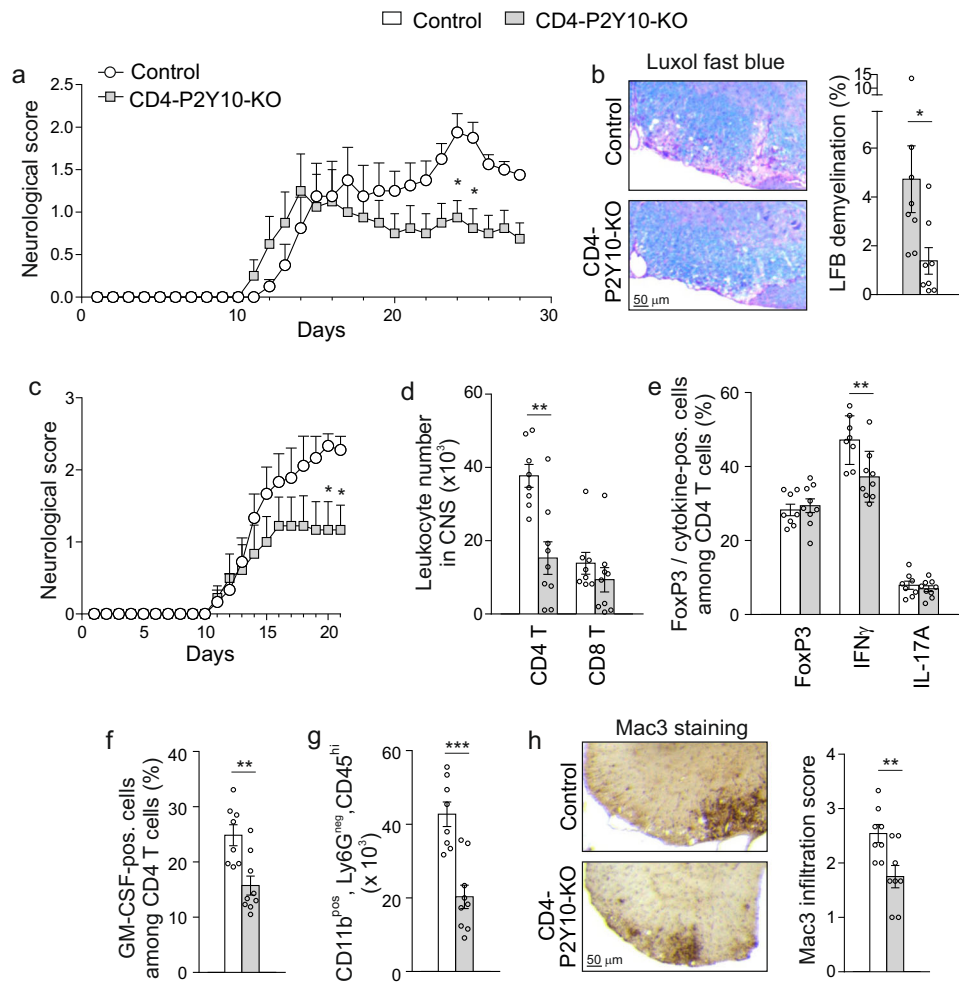 Control CD4-P2Y10-KO
a
Control
CD4-P2Y10-KO
Neurological score
2.5
2.0
1.5
1.0
0.5
0.0
* *
0 10 20 30
Days
b
Luxol fast blue
Control
CD4-
P2Y10-KO
50 μm
LFB demyelination (%)
15
10
6
4
2
0
*
c
Neurological score
3
2
1
0
* *
0 5 10 15 20
Days
d
Leukocyte number
in CNS (x10³)
60
40
20
0
**
CD4 T
CD8 T
e
FoxP3 / cytokine-pos. cells
among CD4 T cells (%)
60
40
20
0
**
FoxP3
IFNγ
IL-17A
f
GM-CSF-pos. cells
among CD4 T cells (%)
40
30
20
10
0
**
g
CD11b^pos, Ly6G^neg, CD45^hi
(x 10³)
60
40
20
0
***
h
Mac3 staining
Control
CD4-
P2Y10-KO
50 μm
Mac3 infiltration score
4
3
2
1
0
**